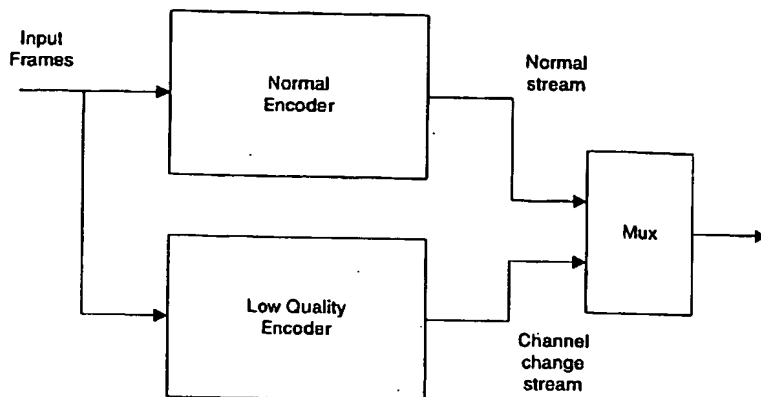 Input
Frames
Normal
Encoder
Normal
stream
Mux
Low Quality
Encoder
Channel
change
stream